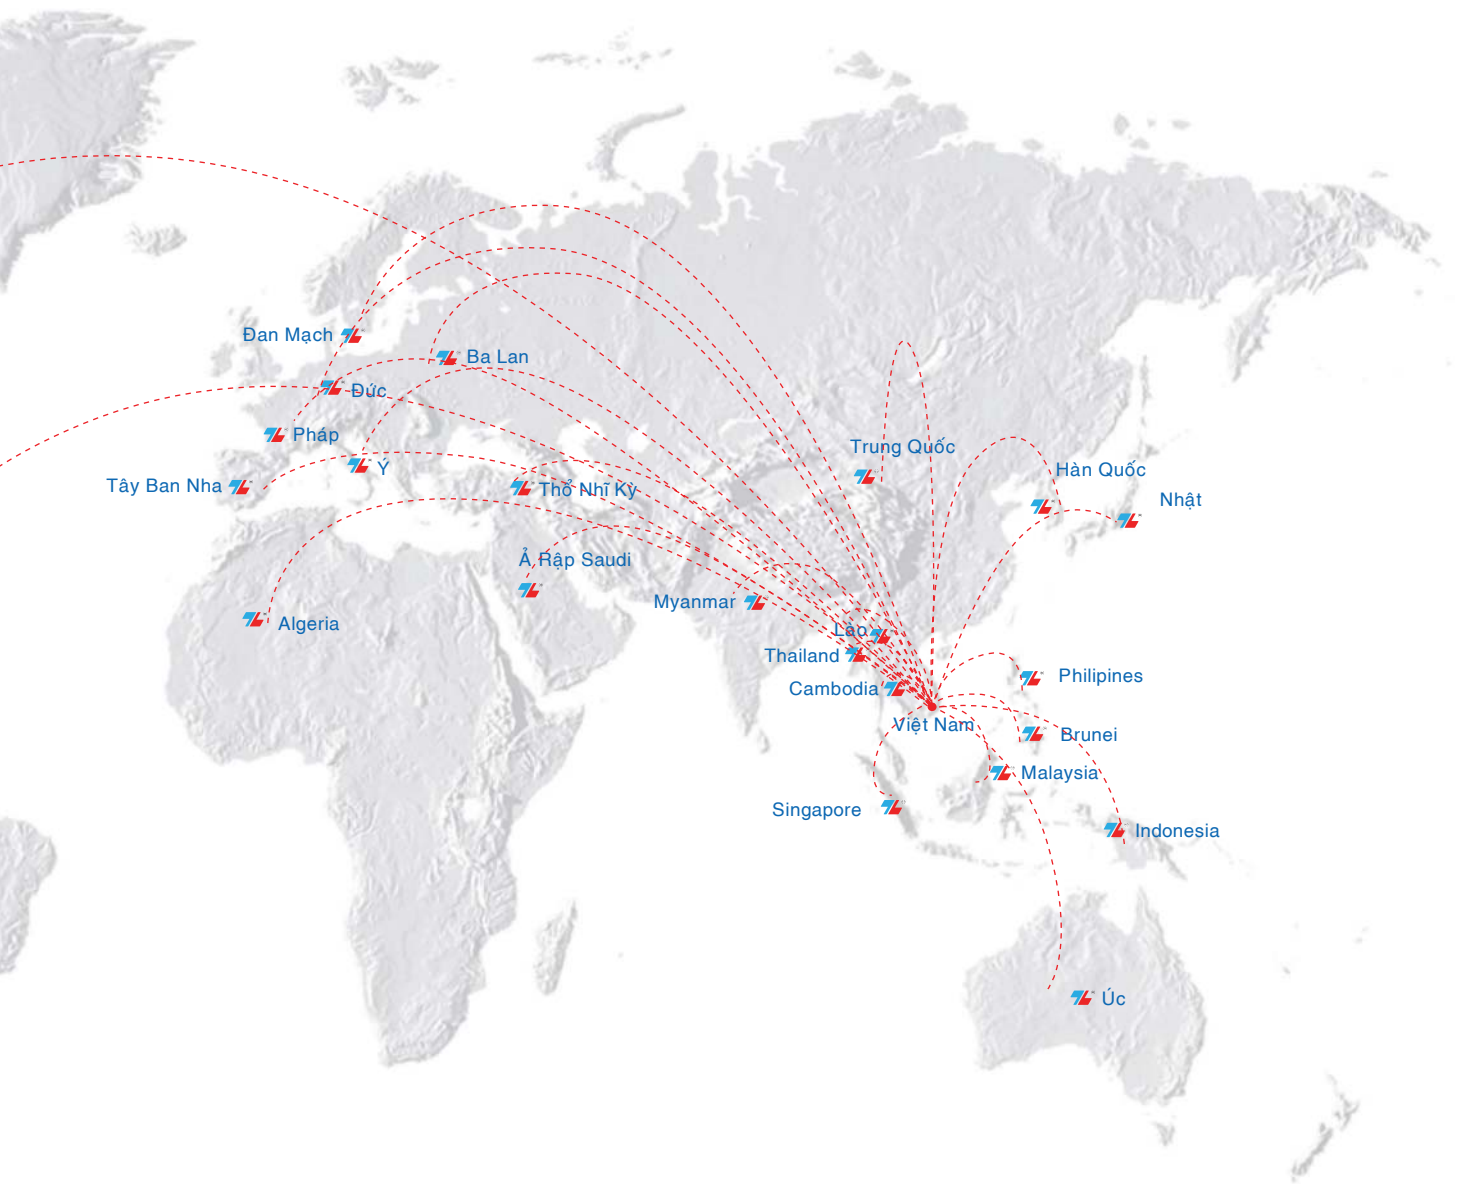 Đan Mạch
Ba Lan
Đức
Pháp
Ý
Trung Quốc
Hàn Quốc
Tây Ban Nha
Thổ Nhĩ Kỳ
Nhật
Ả Rập Saudi
Myanmar
Algeria
Lào
Thailand
Philipines
Cambodia
Việt Nam
Brunei
Malaysia
Singapore
Indonesia
Úc